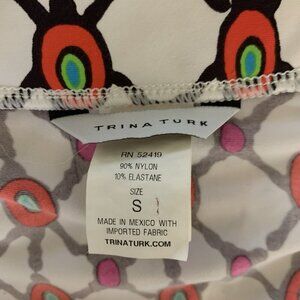 TRINA TURK
RN 52419
90% NYLON
10% ELASTANE
SIZE
S
MADE IN MEXICO WITH
IMPORTED FABRIC
TRINATURK.COM